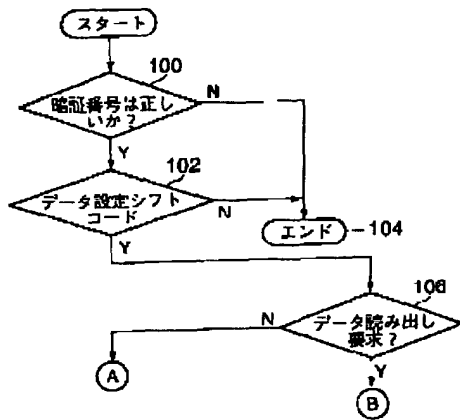 スタート
100
暗証番号は正し
いか?
N
Y
102
データ設定シフト
コード
N
エンド
104
Y
106
データ読み出し
要求?
N
Y
A
B